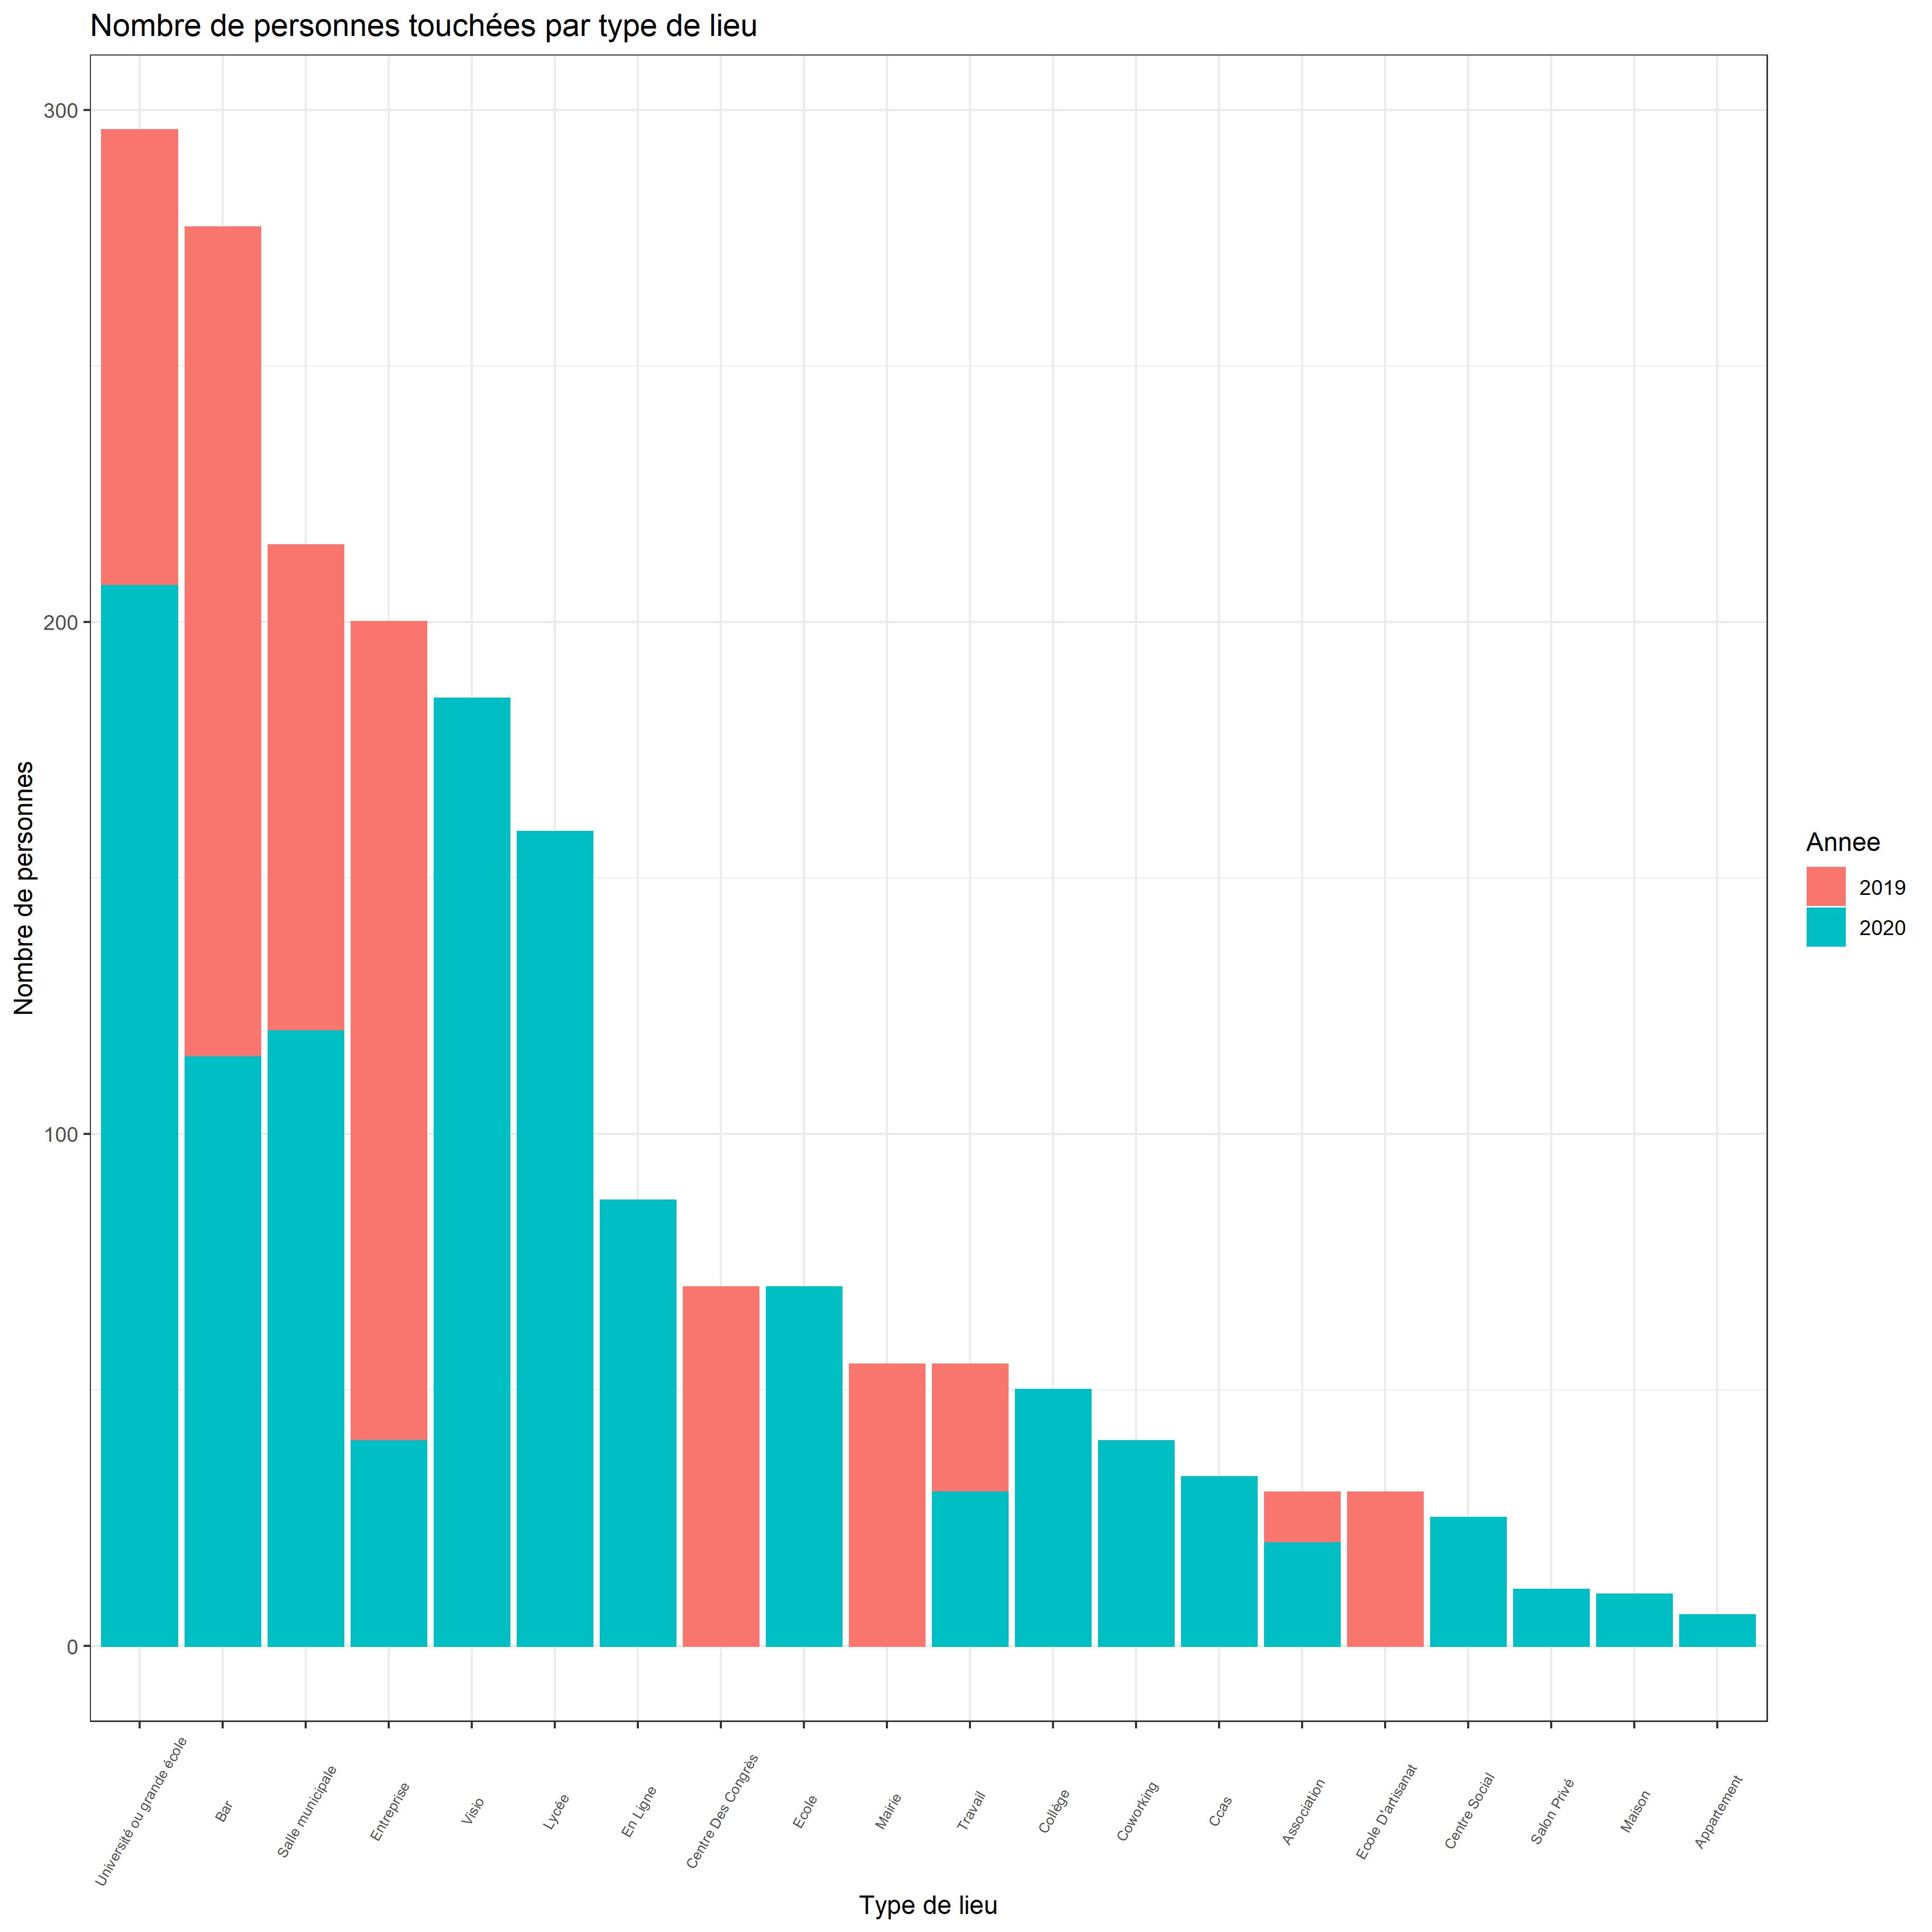 Nombre de personnes touchées par type de lieu
Nombre de personnes
300
200
100
0
Université ou grande école
Bar
Salle municipale
Entreprise
Visio
Lycée
En Ligne
Centre Des Congrès
Ecole
Mairie
Travail
Collège
Coworking
Ccas
Association
Ecole D'artisanat
Centre Social
Salon Privé
Maison
Appartement
Type de lieu
Annee
2019
2020